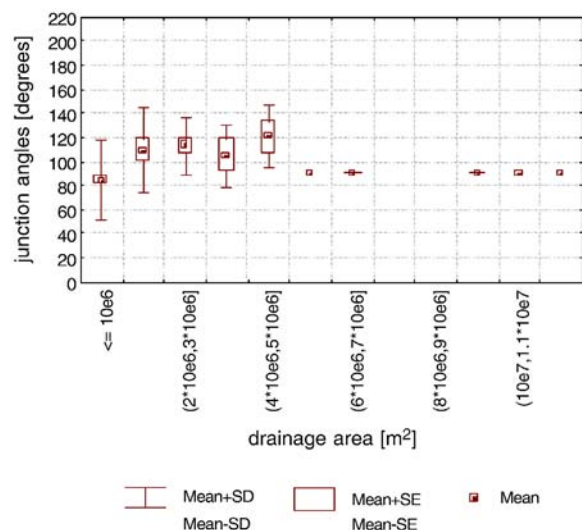 junction angles [degrees]
220
200
180
160
140
120
100
80
60
40
20
0
<= 10e6
(2*10e6,3*10e6]
(4*10e6,5*10e6]
(6*10e6,7*10e6]
(8*10e6,9*10e6]
(10e7,1.1*10e7]
drainage area [m²]
Mean+SD
Mean-SD
Mean+SE
Mean-SE
Mean